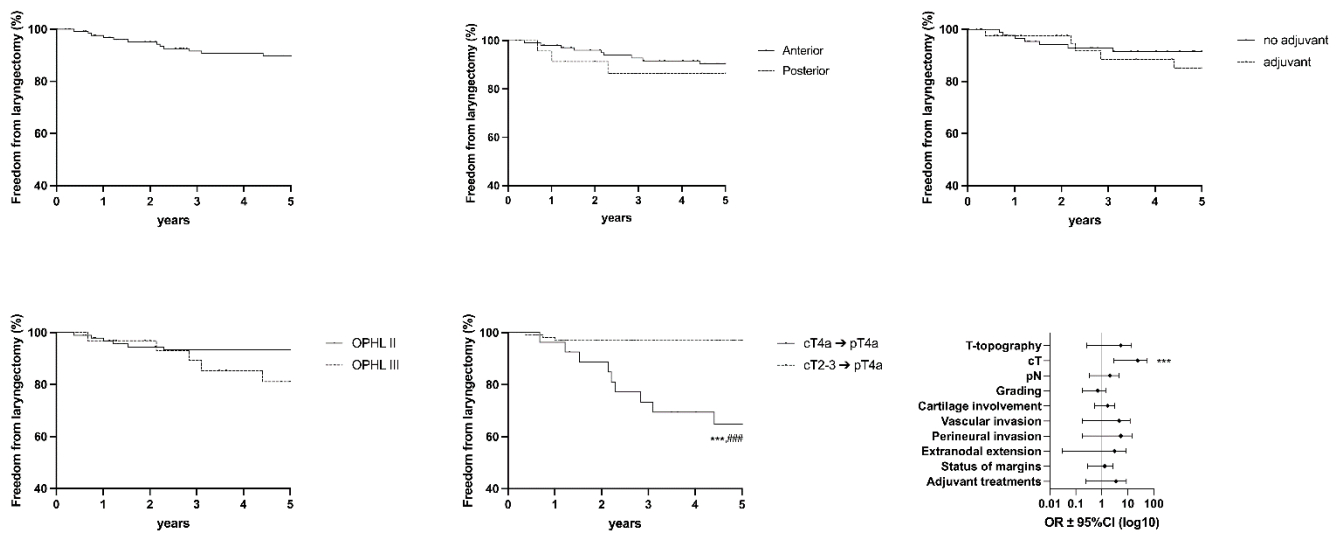 Freedom from laryngectomy (%)
100
80
60
40
0 1 2 3 4 5
years
Freedom from laryngectomy (%)
100
80
60
40
0 1 2 3 4 5
years
Anterior
Posterior
Freedom from laryngectomy (%)
100
80
60
40
0 1 2 3 4 5
years
no adjuvant
adjuvant
Freedom from laryngectomy (%)
100
80
60
40
0 1 2 3 4 5
years
OPHL II
OPHL III
Freedom from laryngectomy (%)
100
80
60
40
0 1 2 3 4 5
years
cT4a ➔ pT4a
cT2-3 ➔ pT4a
***,###
T-topography
cT
***
pN
Grading
Cartilage involvement
Vascular invasion
Perineural invasion
Extranodal extension
Status of margins
Adjuvant treatments
0.01 0.1 1 10 100
OR ± 95%CI (log10)